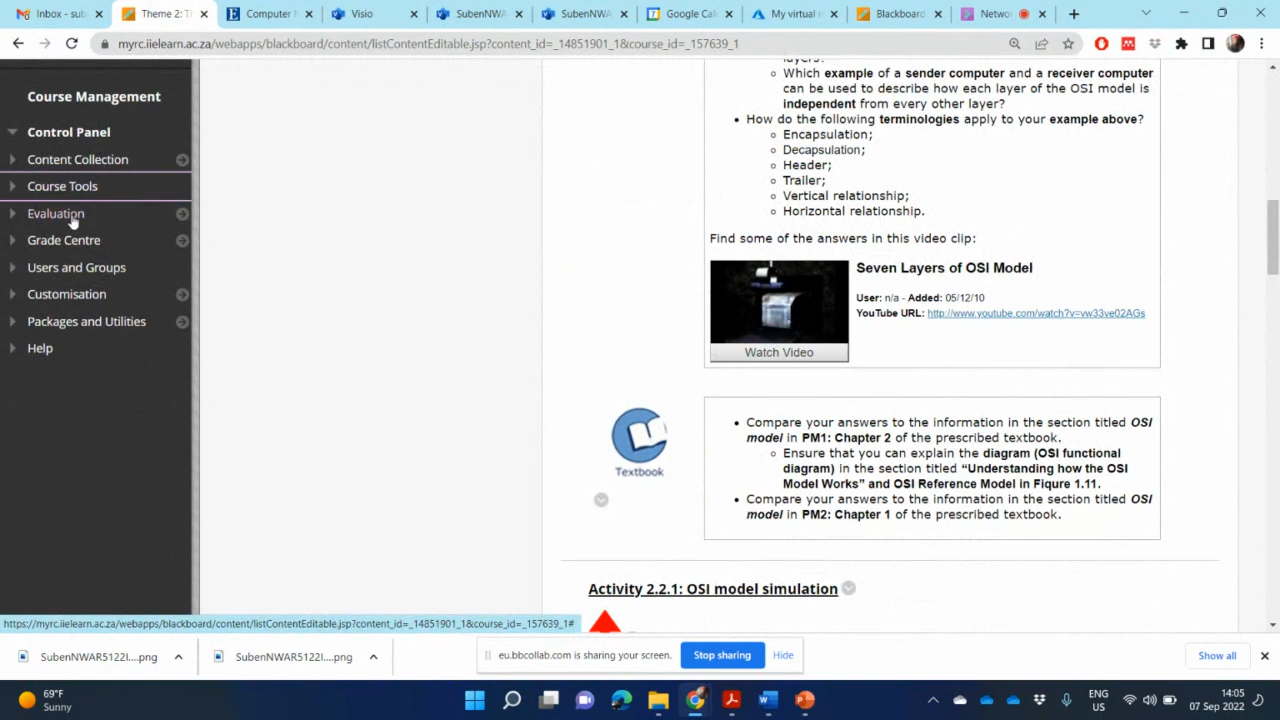 Inbox - sub
Theme 2: T
Computer N
Visio
SubenNWA
SubenNWA
Google Cal
My virtual r
Blackboard
Netwo
myrc.iielearn.ac.za/webapps/blackboard/content/listContentEditable.jsp?content_id=_14851901_1&course_id=_157639_1
Course Management
Control Panel
Content Collection
Course Tools
Evaluation
Grade Centre
Users and Groups
Customisation
Packages and Utilities
Help
layers?
Which example of a sender computer and a receiver computer
can be used to describe how each layer of the OSI model is
independent from every other layer?
How do the following terminologies apply to your example above?
Encapsulation;
Decapsulation;
Header;
Trailer;
Vertical relationship;
Horizontal relationship.
Find some of the answers in this video clip:
Seven Layers of OSI Model
User: n/a - Added: 05/12/10
YouTube URL: http://www.youtube.com/watch?v=vw33ve02AGs
Watch Video
Textbook
Compare your answers to the information in the section titled OSI
model in PM1: Chapter 2 of the prescribed textbook.
Ensure that you can explain the diagram (OSI functional
diagram) in the section titled “Understanding how the OSI
Model Works” and OSI Reference Model in Figure 1.11.
Compare your answers to the information in the section titled OSI
model in PM2: Chapter 1 of the prescribed textbook.
Activity 2.2.1: OSI model simulation
https://myrc.iielearn.ac.za/webapps/blackboard/content/listContentEditable.jsp?content_id=_14851901_1&course_id=_157639_1#
SubenNWAR5122I....png
SubenNWAR5122I....png
eu.bbcollab.com is sharing your screen.
Stop sharing
Hide
Show all
69°F
Sunny
ENG
US
14:05
07 Sep 2022